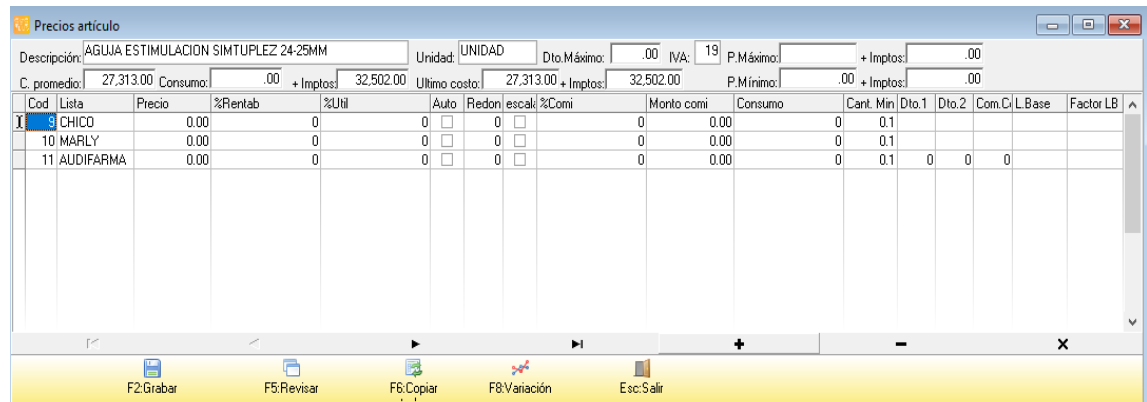 Precios artículo
Descripción: AGUJA ESTIMULACION SIMTUPLEZ 24-25MM Unidad: UNIDAD Dto.Máximo: .00 IVA: 19 P.Máximo: + Imptos: .00
C. promedio: 27,313.00 Consumo: .00 + Imptos: 32,502.00 Ultimo costo: 27,313.00 + Imptos: 32,502.00 P.Mínimo: .00 + Imptos: .00
Cod Lista Precio %Rentab %Util Auto Redon escal %Comi Monto comi Consumo Cant. Min Dto.1 Dto.2 Com.C L.Base Factor LB
9 CHICO 0.00 0 0 0 0 0.00 0 0.1
10 MARLY 0.00 0 0 0 0 0.00 0 0.1
11 AUDIFARMA 0.00 0 0 0 0 0.00 0 0.1 0 0 0
F2:Grabar F5:Revisar F6:Copiar F8:Variación Esc:Salir